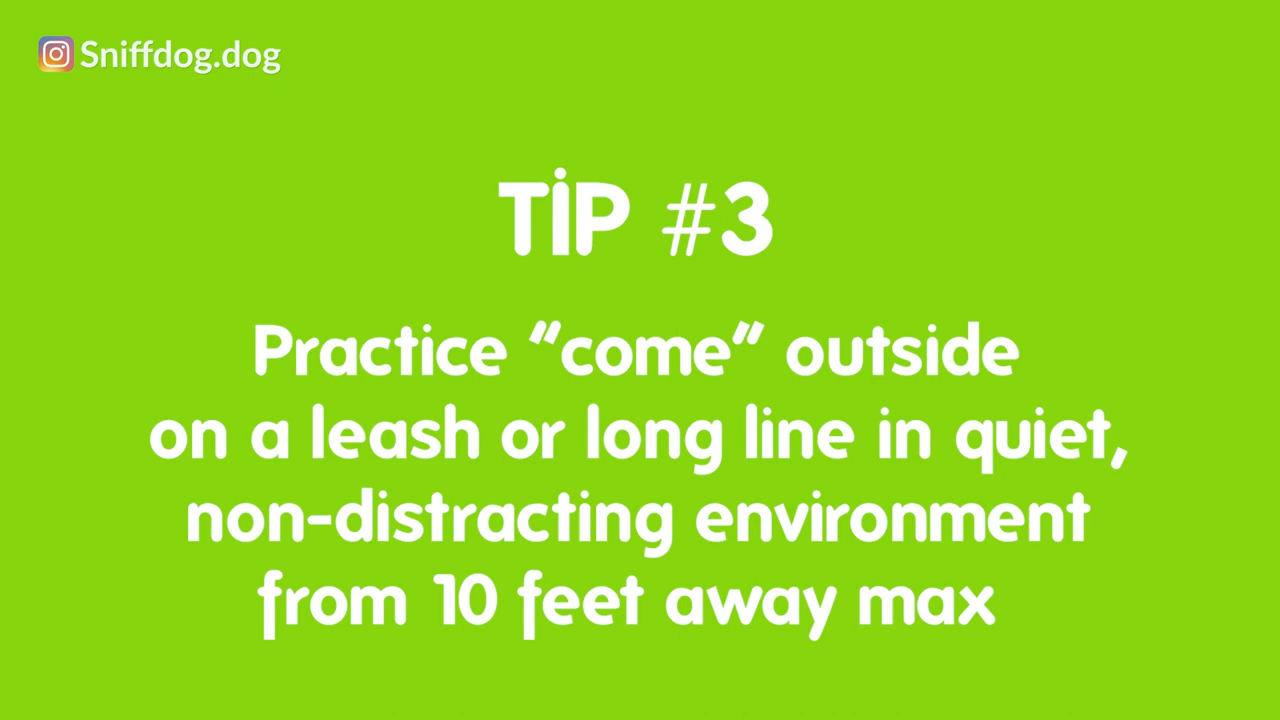 Sniffdog.dog
TiP #3
Practice "come" outside
on a leash or long line in quiet,
non-distracting environment
from 10 feet away max